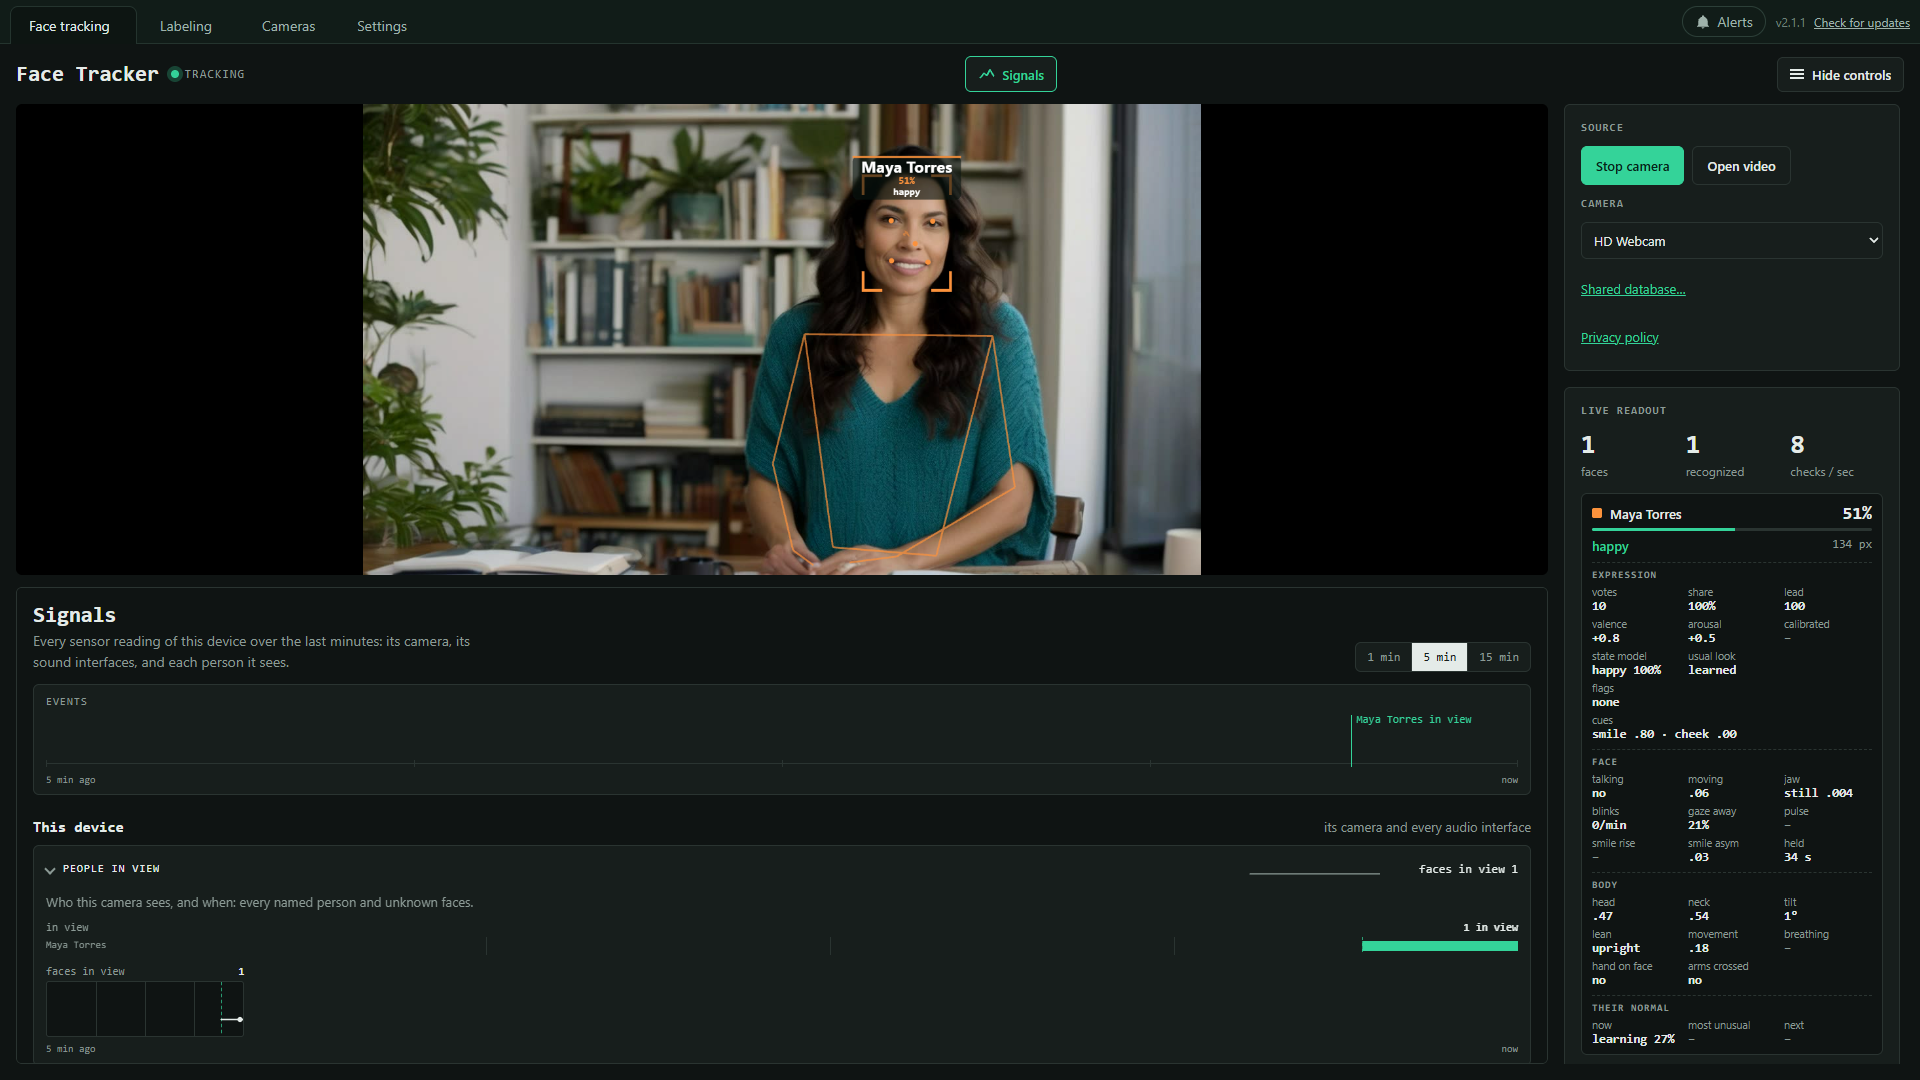 Face tracking
Labeling
Cameras
Settings
Alerts
v2.1.1
Check for updates
Face Tracker
TRACKING
Signals
Hide controls
Maya Torres
51%
happy
SOURCE
Stop camera
Open video
CAMERA
HD Webcam
Shared database...
Privacy policy
LIVE READOUT
1
1
8
faces
recognized
checks / sec
Maya Torres
51%
happy
134 px
EXPRESSION
votes
share
lead
10
100%
100
valence
arousal
calibrated
+0.8
+0.5
–
state model
usual look
happy 100%
learned
flags
none
cues
smile .80 · cheek .00
FACE
talking
moving
jaw
no
.06
still .004
blinks
gaze away
pulse
0/min
21%
–
smile rise
smile asym
held
–
.03
34 s
BODY
head
neck
tilt
.47
.54
1°
lean
movement
breathing
upright
.18
–
hand on face
arms crossed
no
no
THEIR NORMAL
now
most unusual
next
learning 27%
–
–
Signals
Every sensor reading of this device over the last minutes: its camera, its
sound interfaces, and each person it sees.
1 min
5 min
15 min
EVENTS
Maya Torres in view
5 min ago
now
This device
its camera and every audio interface
PEOPLE IN VIEW
faces in view 1
Who this camera sees, and when: every named person and unknown faces.
in view
1 in view
Maya Torres
faces in view
1
5 min ago
now